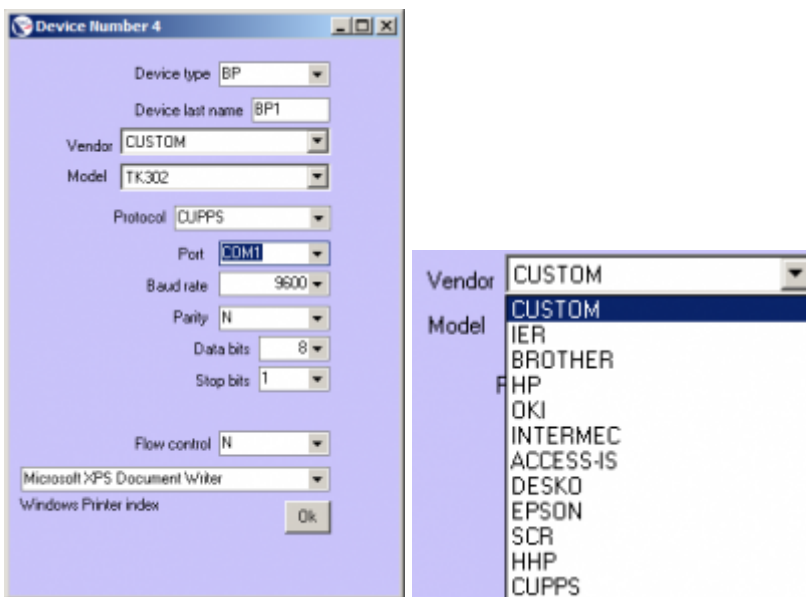 Device Number 4
Device type BP
Device last name BP1
Vendor CUSTOM
Model TK302
Protocol CUPPS
Port COM1
Baud rate 9600
Parity N
Data bits 8
Stop bits 1
Flow control N
Microsoft XPS Document Writer
Windows Printer index
Ok
Vendor CUSTOM
CUSTOM
Model
IER
BROTHER
HP
OKI
INTERMEC
ACCESS-IS
DESKO
EPSON
SCR
HHP
CUPPS